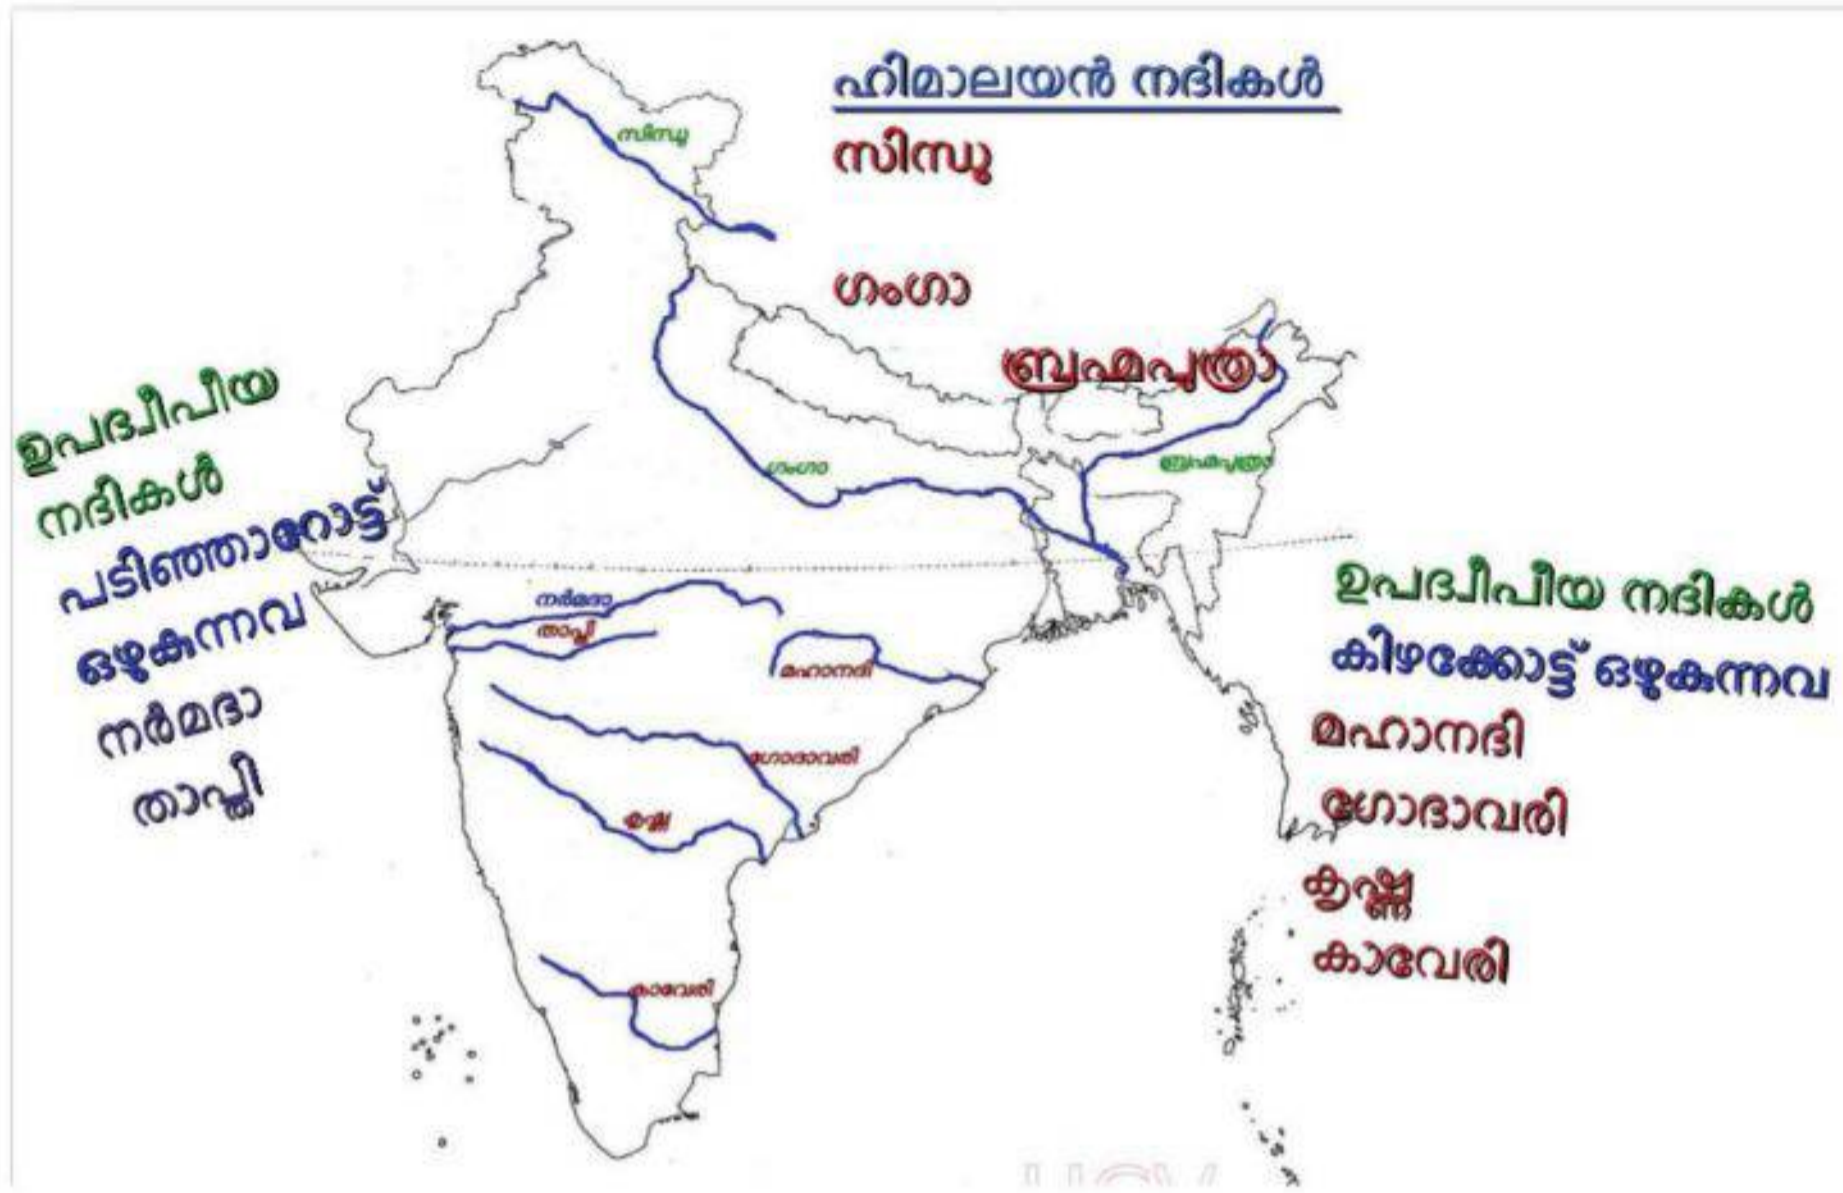 ഹിമാലയൻ നദികൾ
സിന്ധൂ
ഗംഗാ
ബ്രഹ്മപുത്രാ
ഉപദ്വീപീയ
നദികൾ
പടിഞ്ഞാറോട്ട്
ഒഴുകുന്നവ
നർമദാ
താപ്തി
ഉപദ്വീപീയ നദികൾ
കിഴക്കോട്ട് ഒഴുകുന്നവ
മഹാനദി
ഗോദാവരി
കൃഷ്ണ
കാവേരി
സിന്ധൂ
ഗംഗാ
ബ്രഹ്മപുത്രാ
നർമദാ
താപ്തി
മഹാനദി
ഗോദാവരി
കൃഷ്ണ
കാവേരി